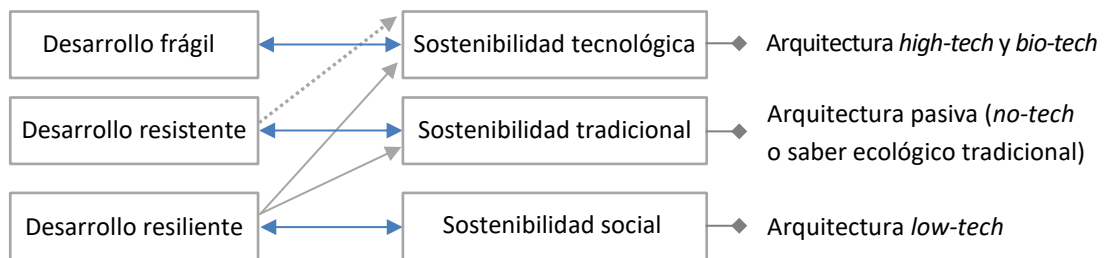 Desarrollo frágil
Sostenibilidad tecnológica
Arquitectura high-tech y bio-tech
Desarrollo resistente
Sostenibilidad tradicional
Arquitectura pasiva (no-tech
o saber ecológico tradicional)
Desarrollo resiliente
Sostenibilidad social
Arquitectura low-tech